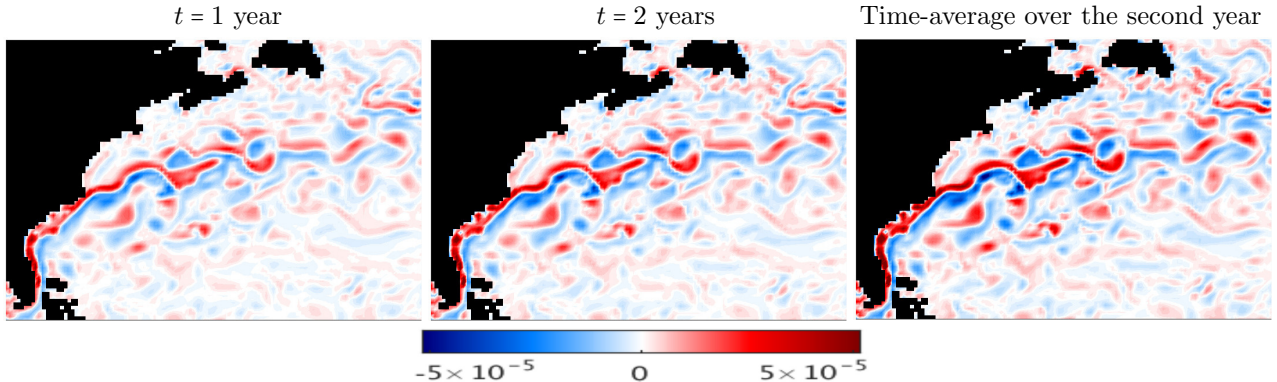 t = 1 year
t = 2 years
Time-average over the second year
-5× 10⁻⁵ 0 5× 10⁻⁵